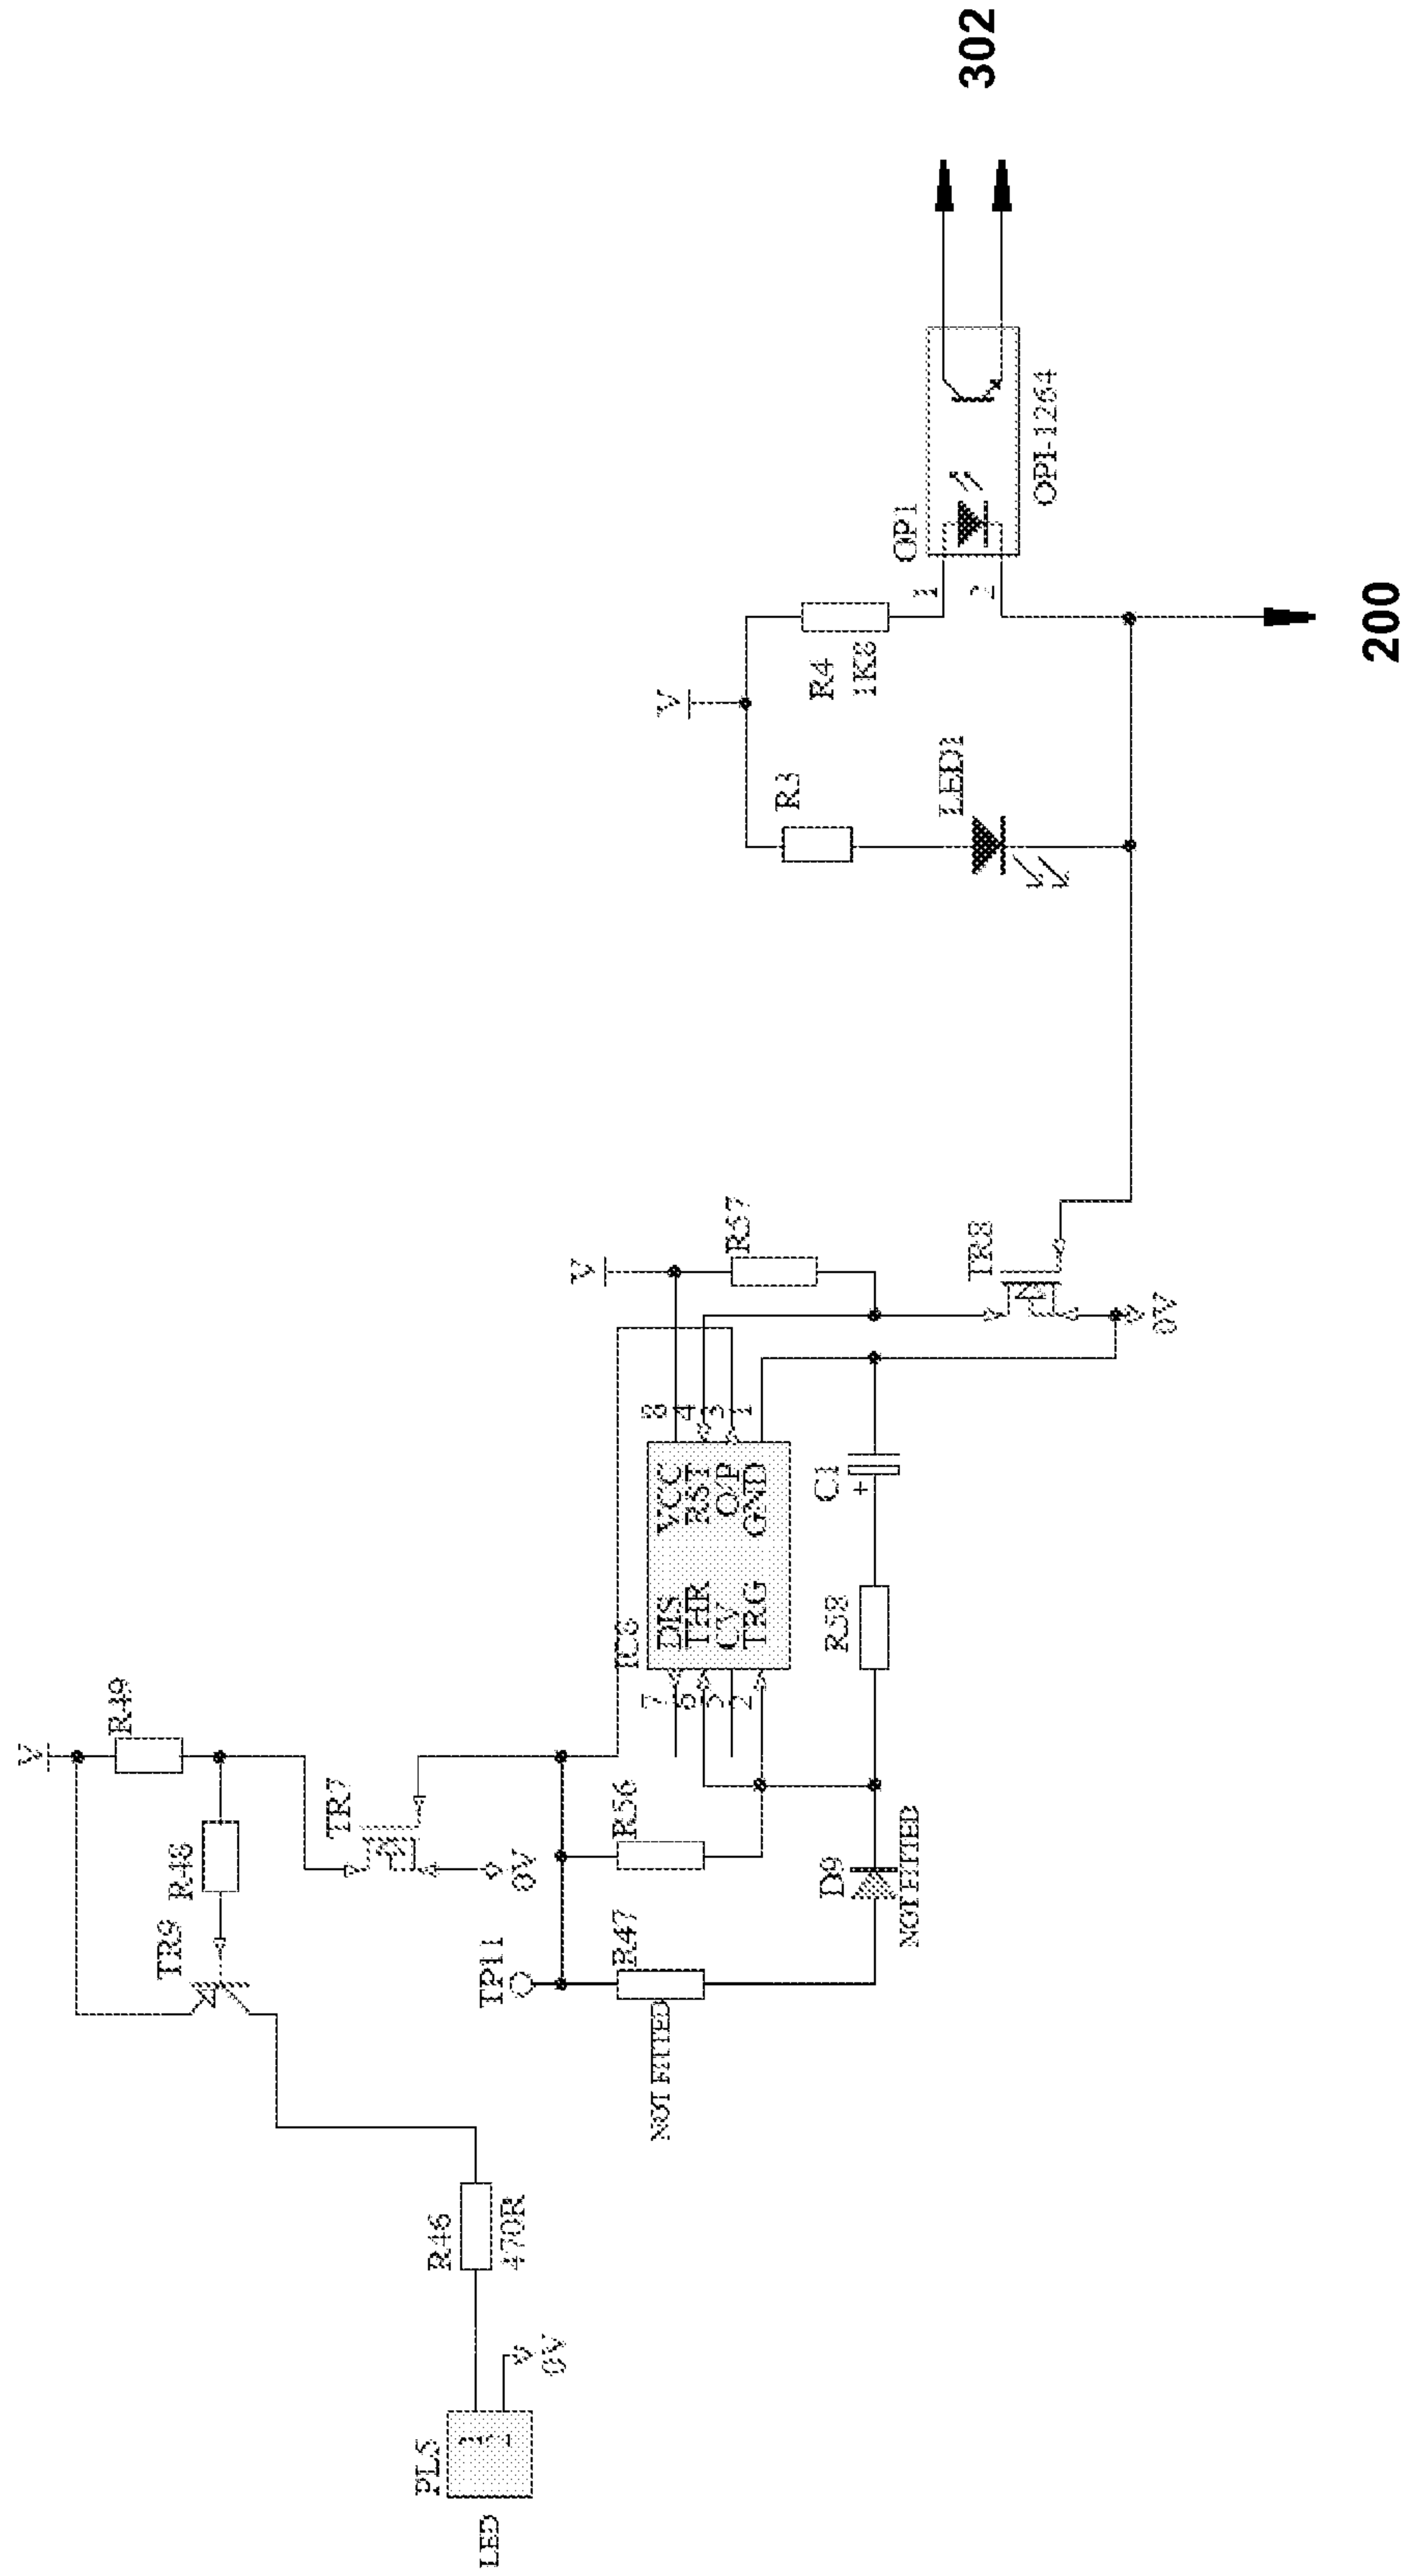 302
OP1
OPI-1264
1
2
200
V
R4
1K8
R3
LED1
V
R57
TR8
0V
8
4
3
1
VCC
RST
O/P
GND
DIS
THR
CV
TRG
7
6
5
2
C1
+
R58
V
R49
R48
TR9
TR7
0V
R56
D9
NOT FITTED
TP11
R47
NOT FITTED
R46
470R
0V
PL5
LED